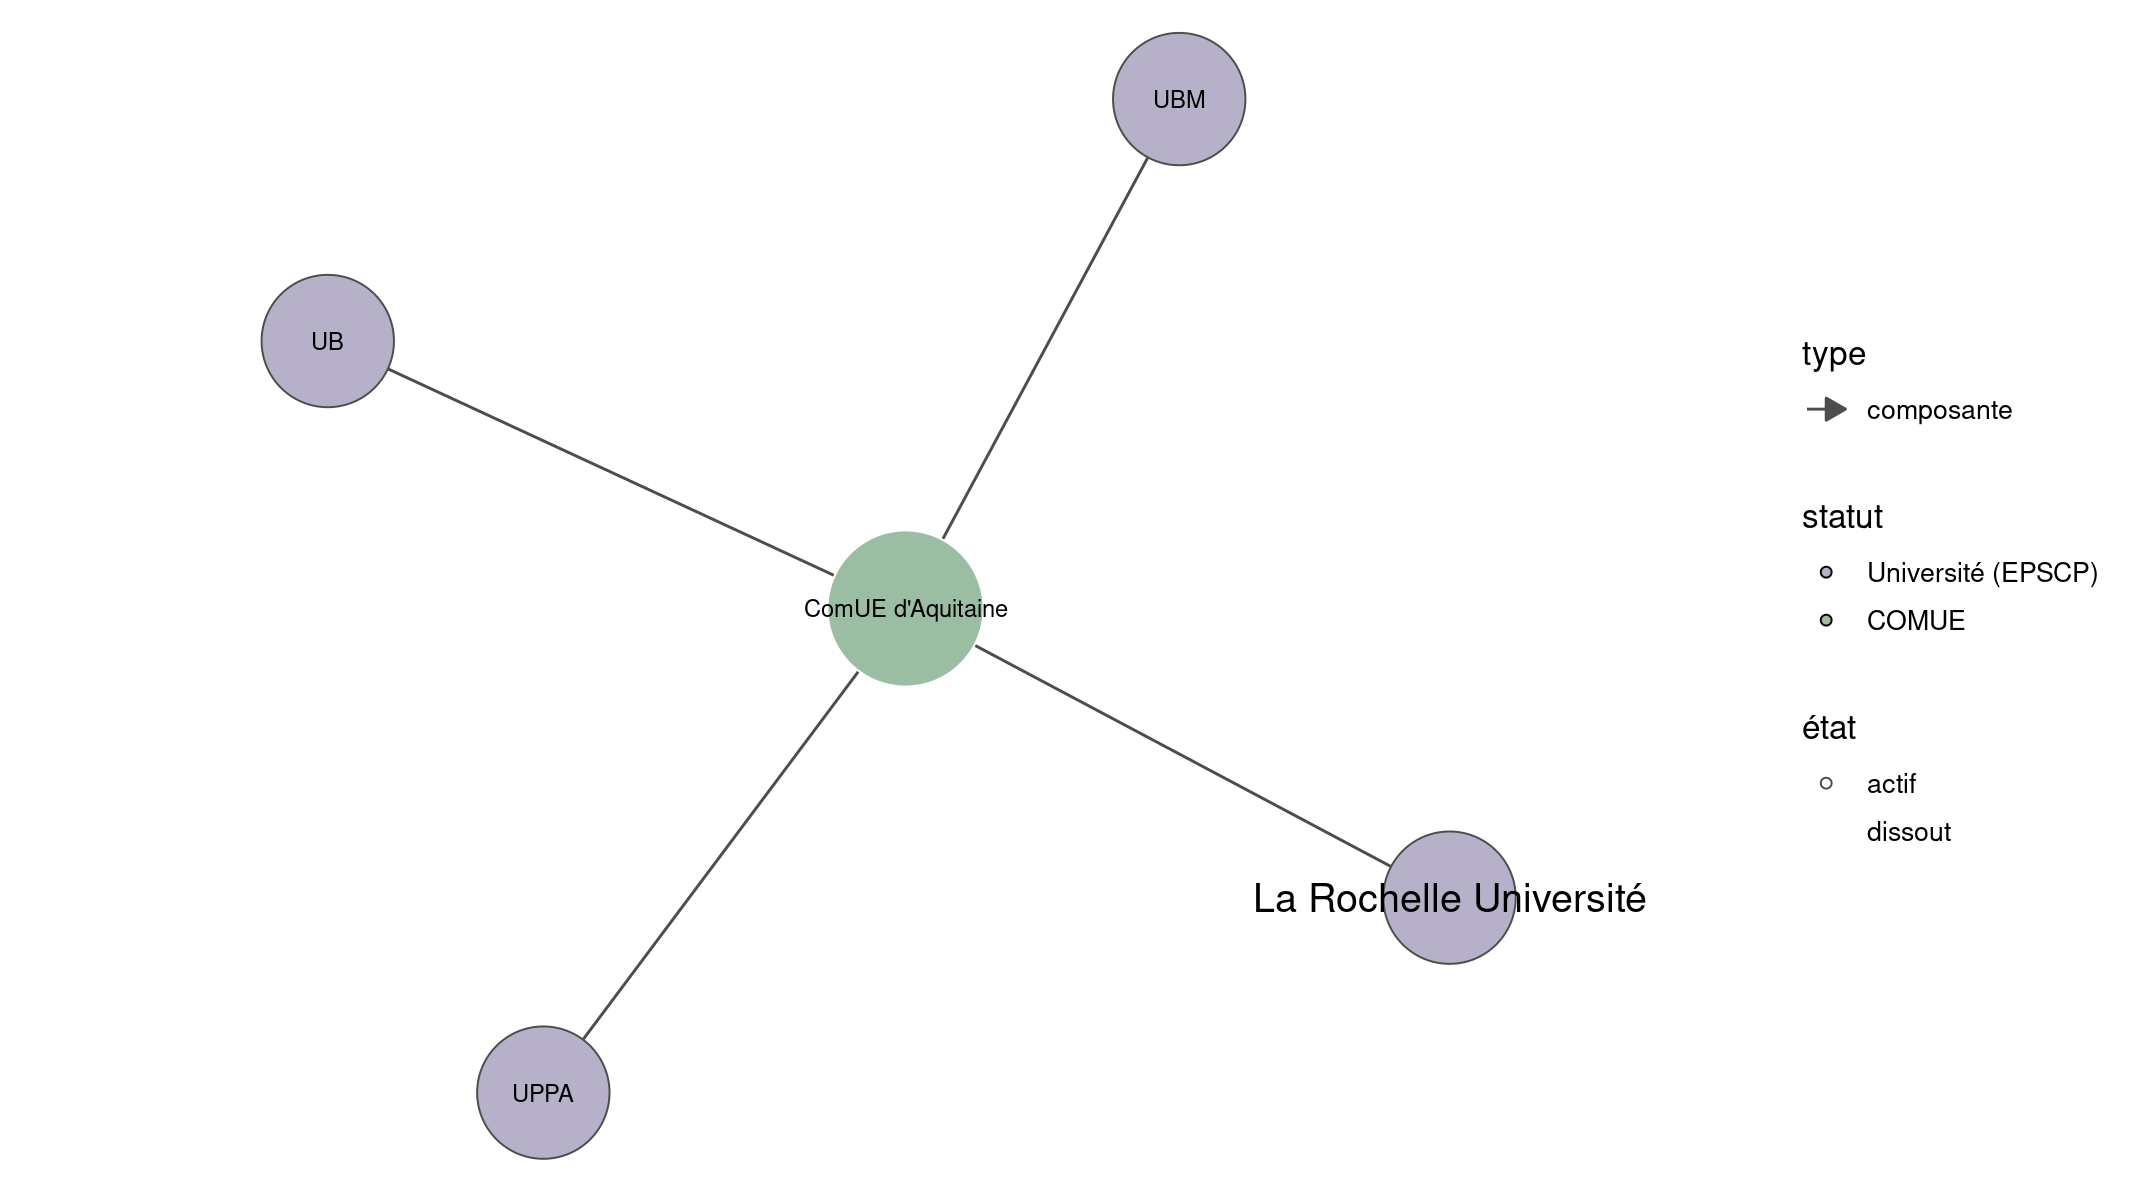 UBM
UB
ComUE d'Aquitaine
La Rochelle Université
UPPA
type
composante
statut
Université (EPSCP)
COMUE
état
actif
dissout